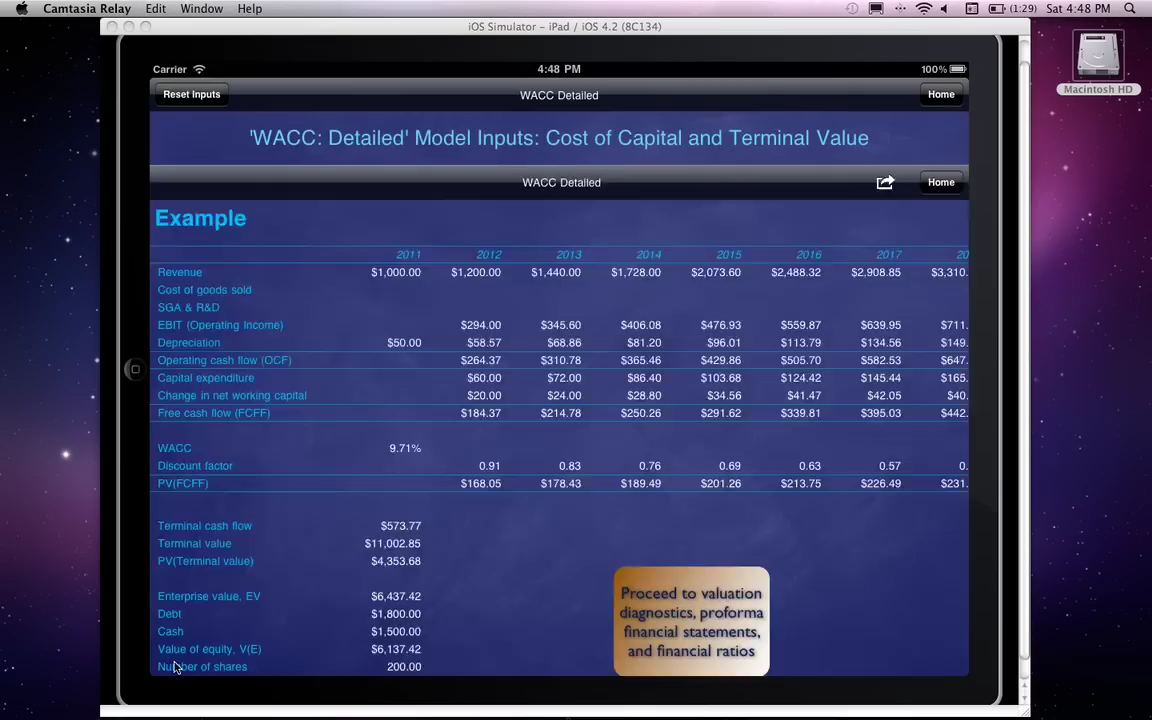 Camtasia Relay Edit Window Help (1:29) Sat 4:48 PM
iOS Simulator – iPad / iOS 4.2 (8C134)
Macintosh HD
Carrier 4:48 PM 100%
Reset Inputs WACC Detailed Home
'WACC: Detailed' Model Inputs: Cost of Capital and Terminal Value
WACC Detailed Home
Example
2011 2012 2013 2014 2015 2016 2017 20
Revenue $1,000.00 $1,200.00 $1,440.00 $1,728.00 $2,073.60 $2,488.32 $2,908.85 $3,310.
Cost of goods sold
SGA & R&D
EBIT (Operating Income) $294.00 $345.60 $406.08 $476.93 $559.87 $639.95 $711.
Depreciation $50.00 $58.57 $68.86 $81.20 $96.01 $113.79 $134.56 $149.
Operating cash flow (OCF) $264.37 $310.78 $365.46 $429.86 $505.70 $582.53 $647.
Capital expenditure $60.00 $72.00 $86.40 $103.68 $124.42 $145.44 $165.
Change in net working capital $20.00 $24.00 $28.80 $34.56 $41.47 $42.05 $40.
Free cash flow (FCFF) $184.37 $214.78 $250.26 $291.62 $339.81 $395.03 $442.
WACC 9.71%
Discount factor 0.91 0.83 0.76 0.69 0.63 0.57 0.
PV(FCFF) $168.05 $178.43 $189.49 $201.26 $213.75 $226.49 $231.
Terminal cash flow $573.77
Terminal value $11,002.85
PV(Terminal value) $4,353.68
Enterprise value, EV $6,437.42
Debt $1,800.00
Cash $1,500.00
Value of equity, V(E) $6,137.42
Number of shares 200.00
Proceed to valuation
diagnostics, proforma
financial statements,
and financial ratios